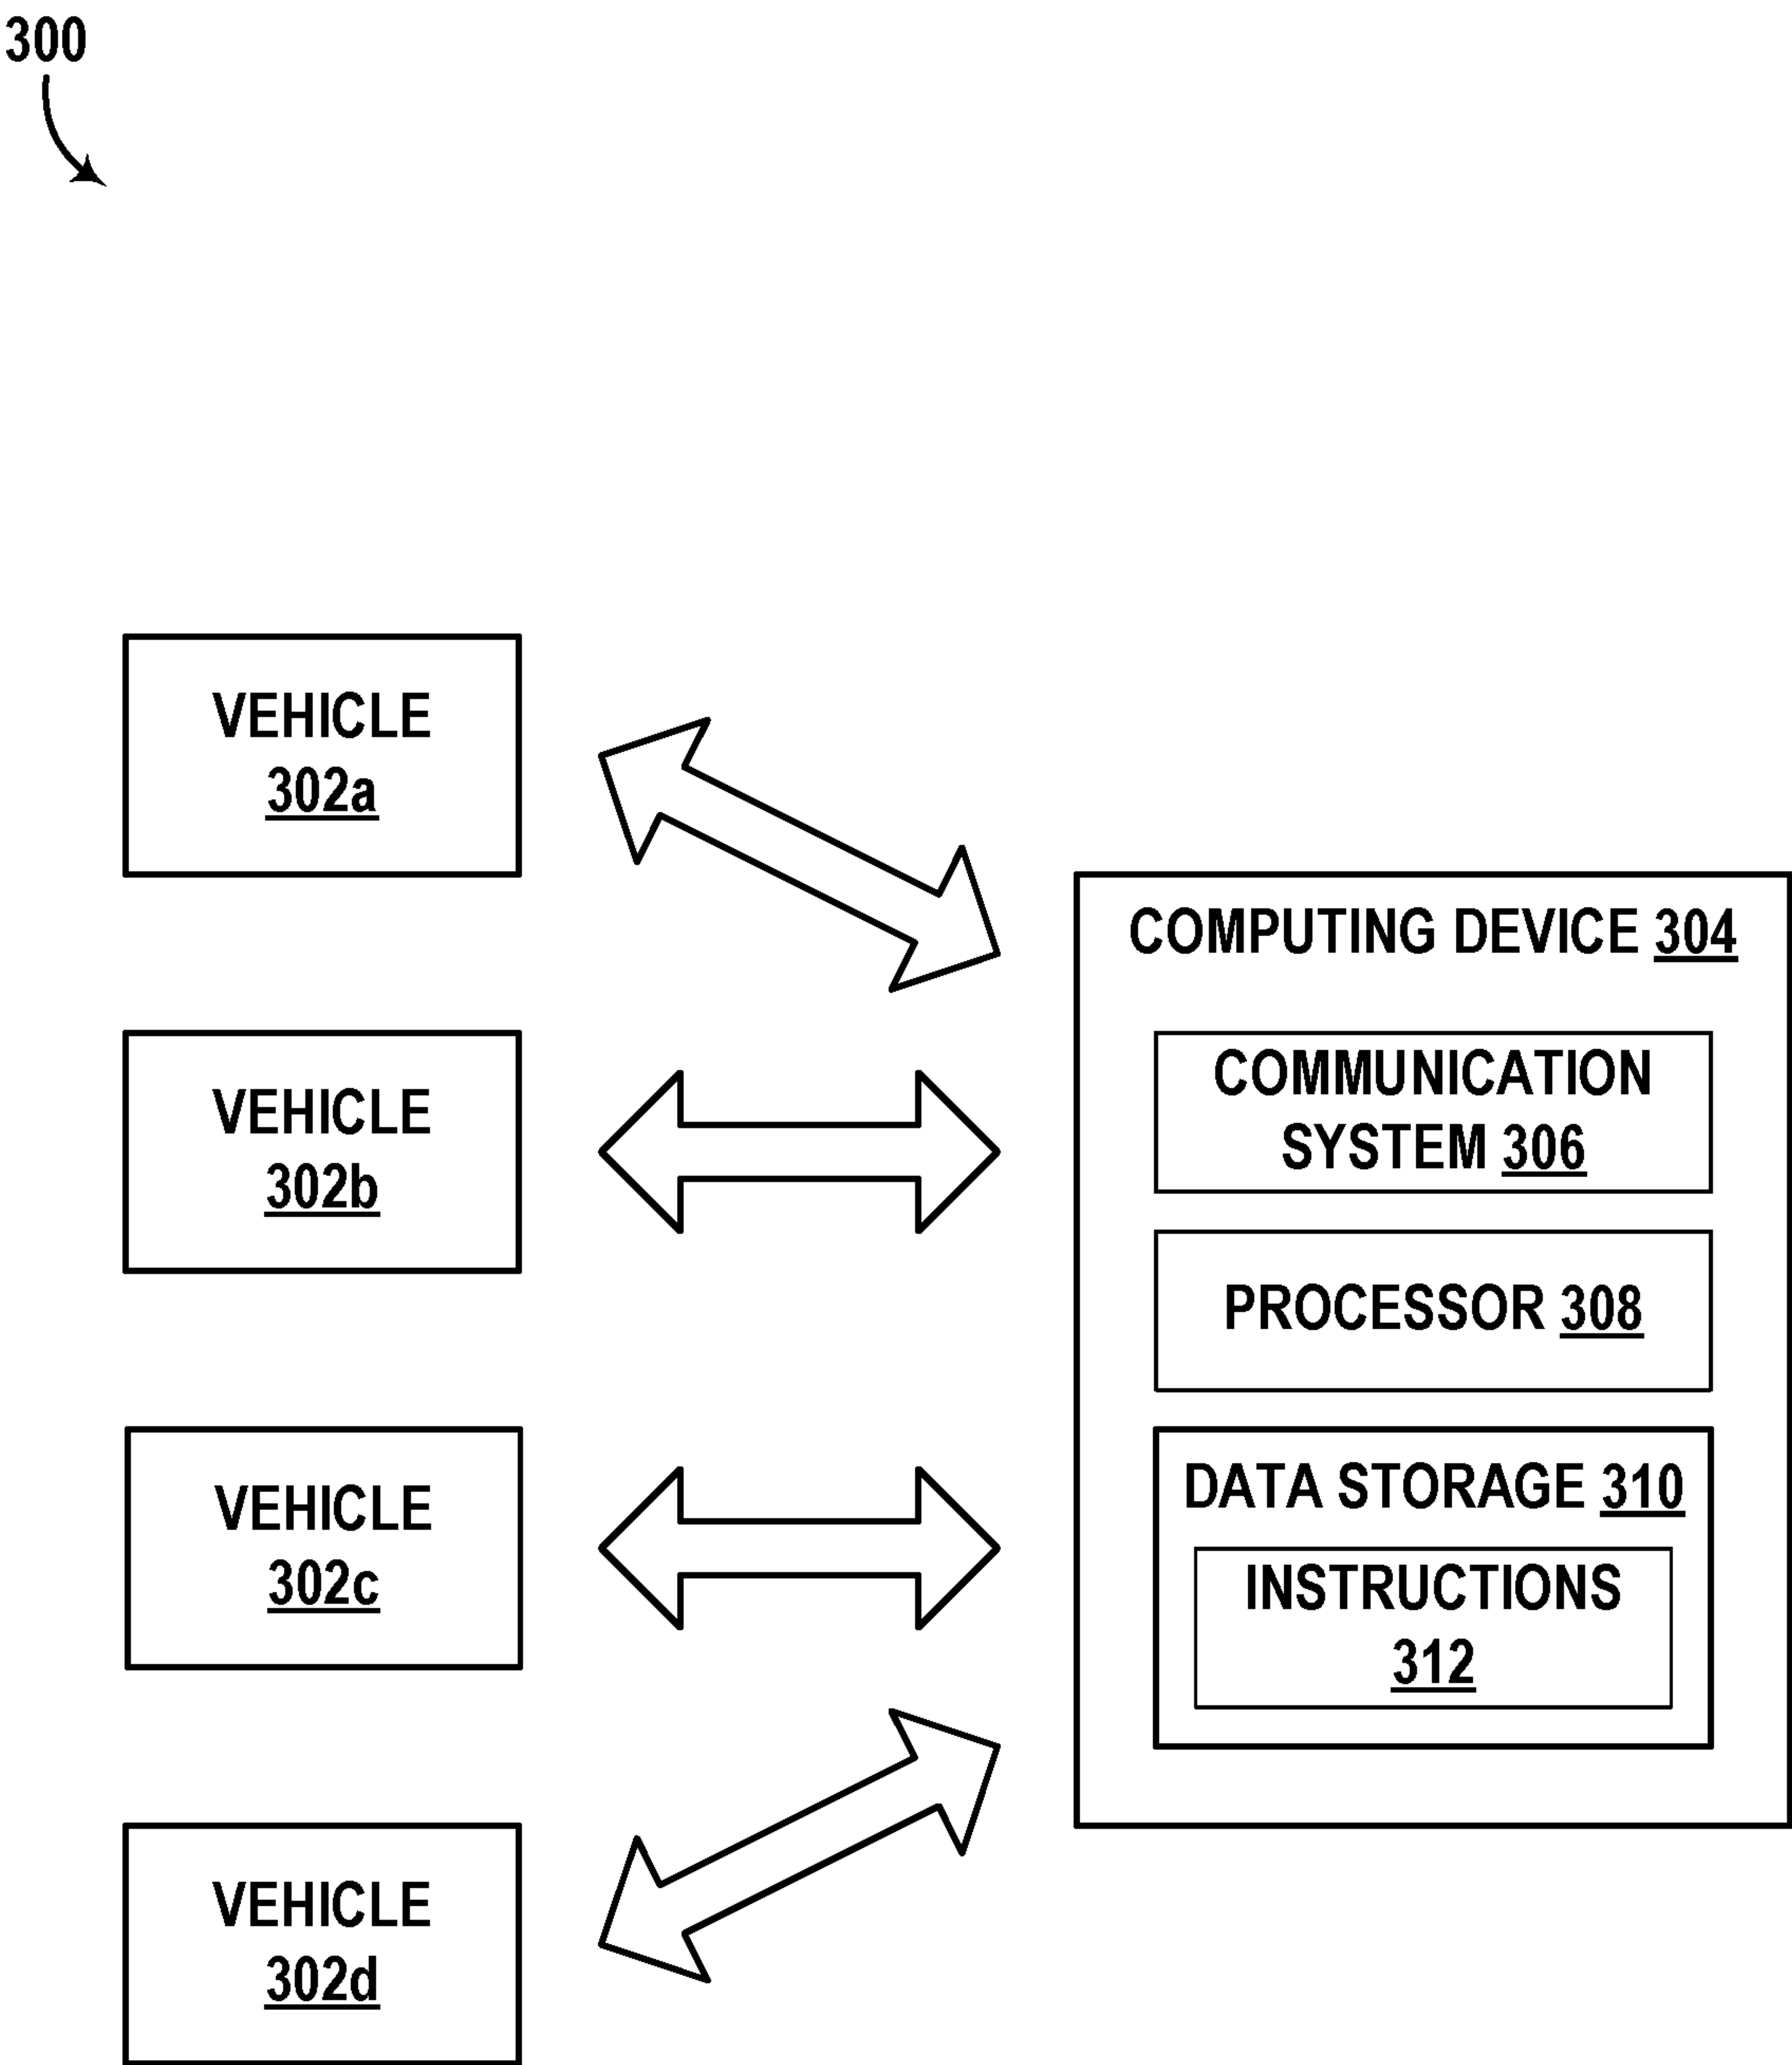 300
VEHICLE
302a
VEHICLE
302b
VEHICLE
302c
VEHICLE
302d
COMPUTING DEVICE 304
COMMUNICATION
SYSTEM 306
PROCESSOR 308
DATA STORAGE 310
INSTRUCTIONS
312